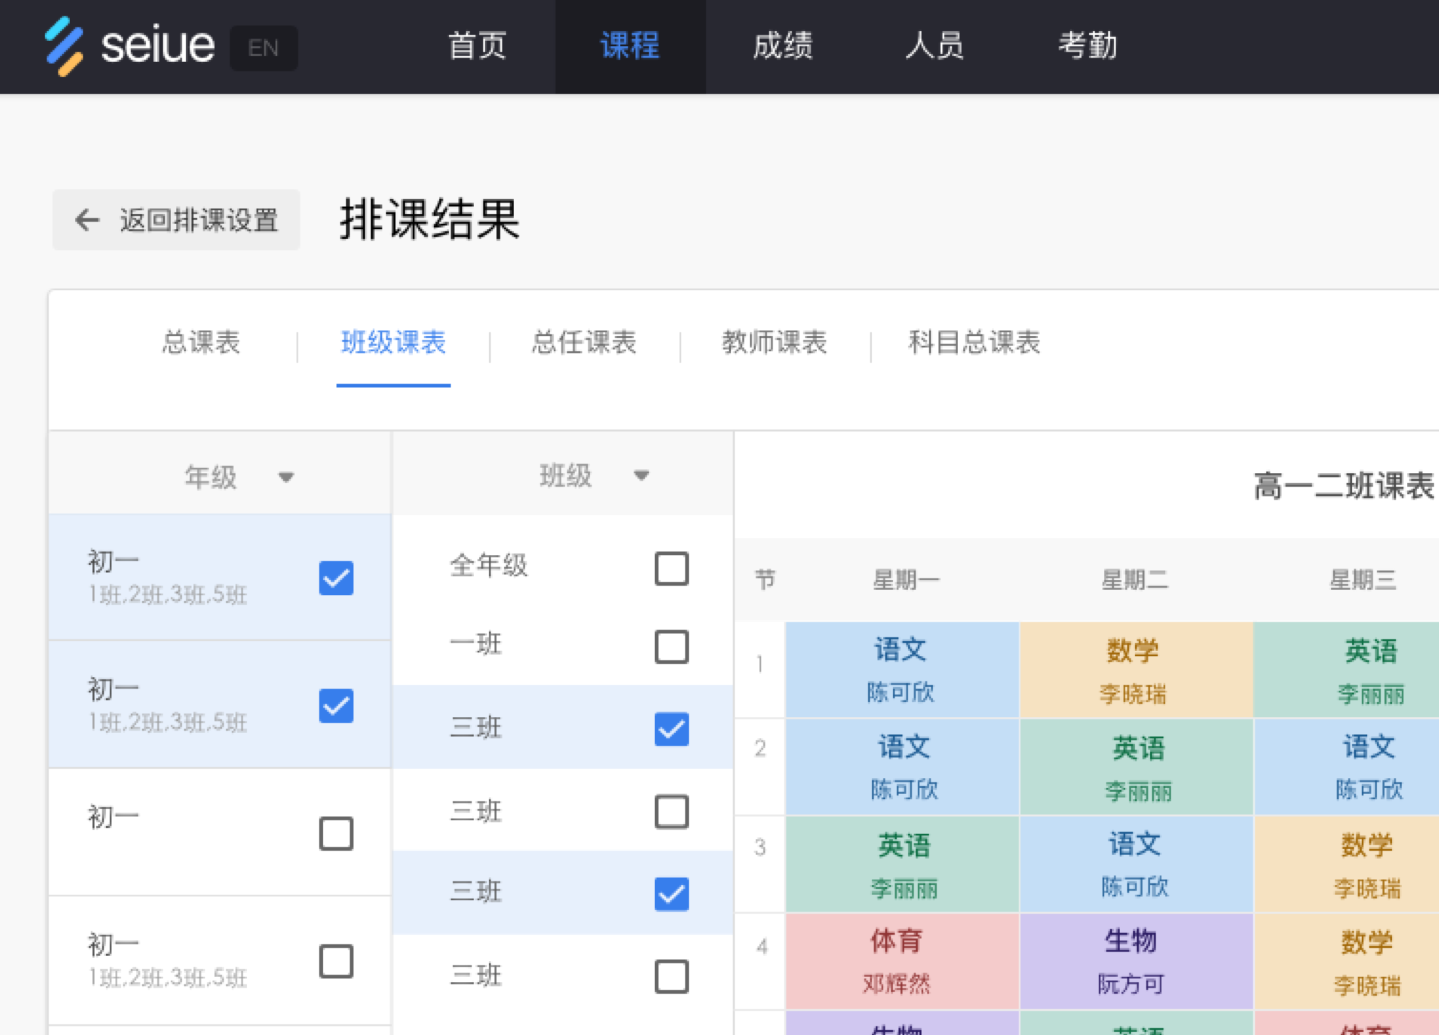 seiue EN 首页 课程 成绩 人员 考勤
返回排课设置 排课结果
总课表 班级课表 总任课表 教师课表 科目总课表
年级 班级 高一二班课表
初一
1班,2班,3班,5班
初一
1班,2班,3班,5班
初一
初一
1班,2班,3班,5班
全年级
一班
三班
三班
三班
三班
节 星期一 星期二 星期三
1 语文 数学 英语
陈可欣 李晓瑞 李丽丽
2 语文 英语 语文
陈可欣 李丽丽 陈可欣
3 英语 语文 数学
李丽丽 陈可欣 李晓瑞
4 体育 生物 数学
邓辉然 阮方可 李晓瑞
生物 英语 体育